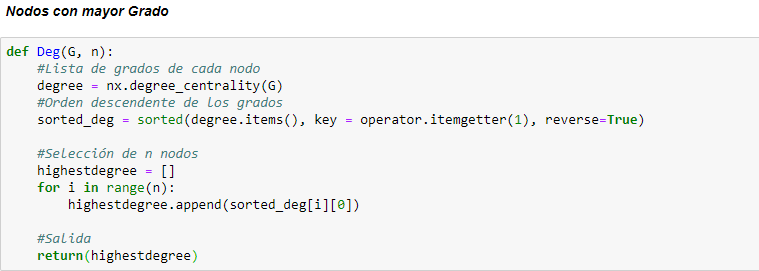 Nodos con mayor Grado
def Deg(G, n):
    #Lista de grados de cada nodo
    degree = nx.degree_centrality(G)
    #Orden descendente de los grados
    sorted_deg = sorted(degree.items(), key = operator.itemgetter(1), reverse=True)

    #Selección de n nodos
    highestdegree = []
    for i in range(n):
        highestdegree.append(sorted_deg[i][0])

    #Salida
    return(highestdegree)